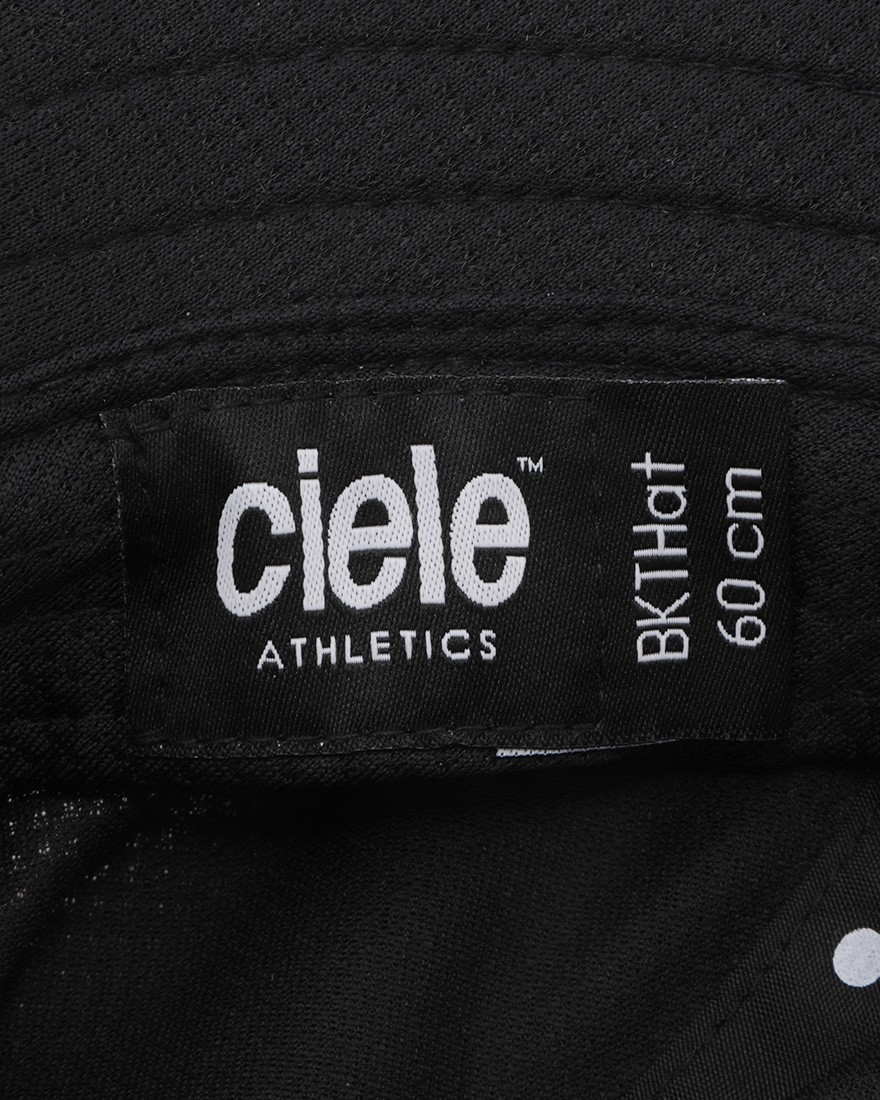 ciele™
ATHLETICS
BKTHat
60 cm